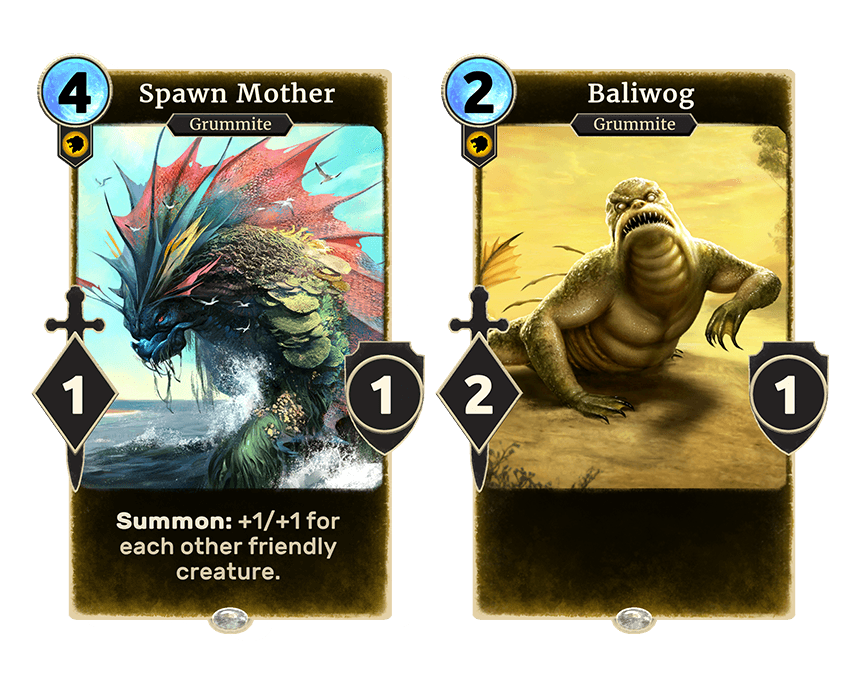 4
Spawn Mother
Grummite
1
1
Summon: +1/+1 for
each other friendly
creature.
2
Baliwog
Grummite
2
1